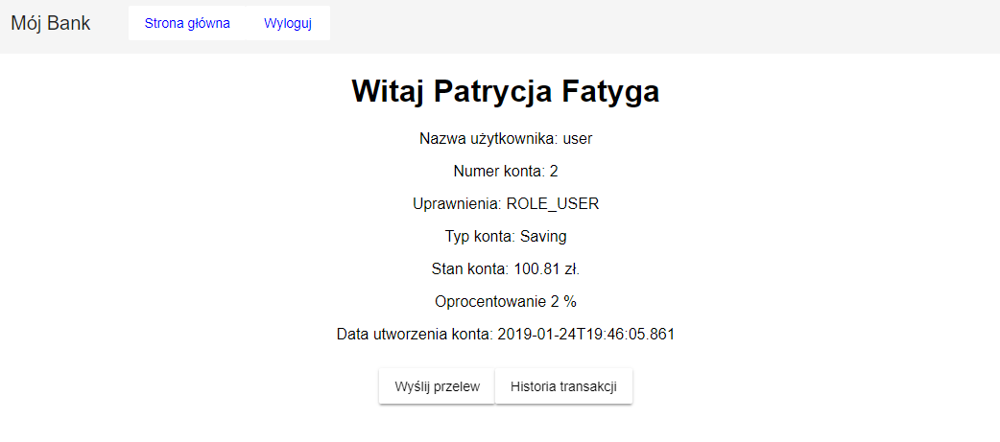 Mój Bank Strona główna Wyloguj
Witaj Patrycja Fatyga
Nazwa użytkownika: user
Numer konta: 2
Uprawnienia: ROLE_USER
Typ konta: Saving
Stan konta: 100.81 zł.
Oprocentowanie 2 %
Data utworzenia konta: 2019-01-24T19:46:05.861
Wyślij przelew Historia transakcji